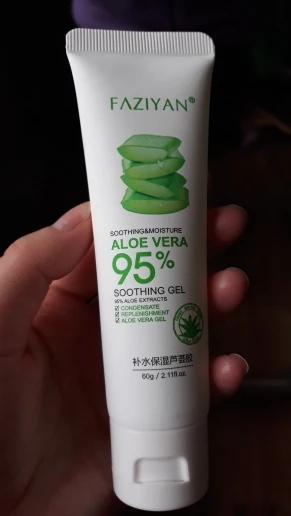 FAZIYAN®
SOOTHING&MOISTURE
ALOE VERA
95%
SOOTHING GEL
95% ALOE EXTRACTS
☑ CONDENSATE
☑ REPLENISHMENT
☑ ALOE VERA GEL
补水保湿芦荟胶
60g / 2.11fl.oz.